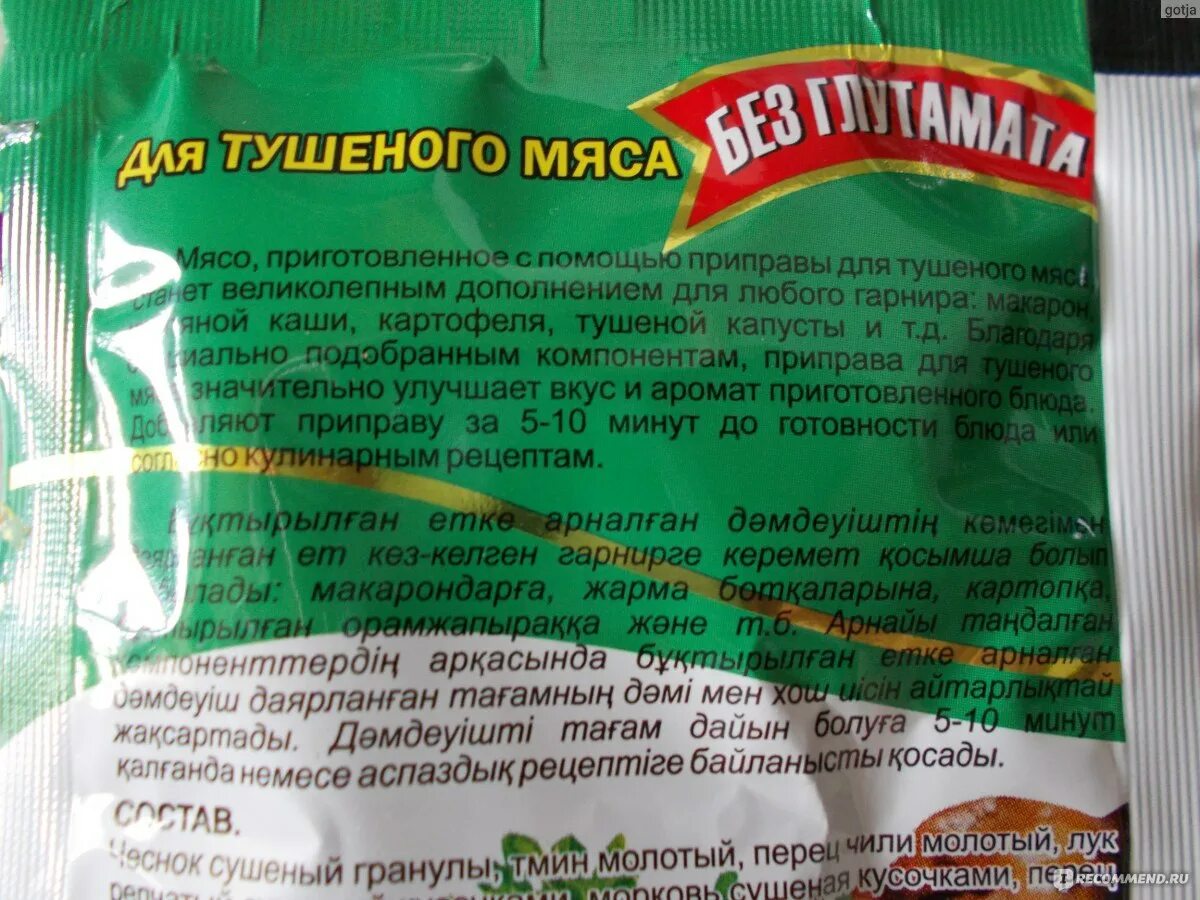 gotja
БЕЗ ГЛУТАМАТА
ДЛЯ ТУШЕНОГО МЯСА
Мясо, приготовленное с помощью приправы для тушеного мяса
станет великолепным дополнением для любого гарнира: макарон,
каши, картофеля, тушеной капусты и т.д. Благодаря
подобранным компонентам, приправа для тушеного
значительно улучшает вкус и аромат приготовленного блюда.
приправу за 5-10 минут до готовности блюда или
согласно кулинарным рецептам.
Бұқтырылған етке арналған дәмдеуіштің көмегімен
даярланған ет кез-келген гарнирге керемет қосымша болып
макарондарға, жарма ботқаларына, картопқа,
орамжапыраққа және т.б. Арнайы таңдалған
компоненттердің арқасында бұқтырылған етке арналған
дәмдеуіш даярланған тағамның дәмі мен хош иісін айтарлықтай
жақсартады. Дәмдеуішті тағам дайын болуға 5-10 минут
қалғанда немесе аспаздық рецептіге байланысты қосады.
СОСТАВ.
Чеснок сушеный гранулы, тмин молотый, перец чили молотый, лук
морковь сушеная кусочками, перец
RECOMMEND.RU